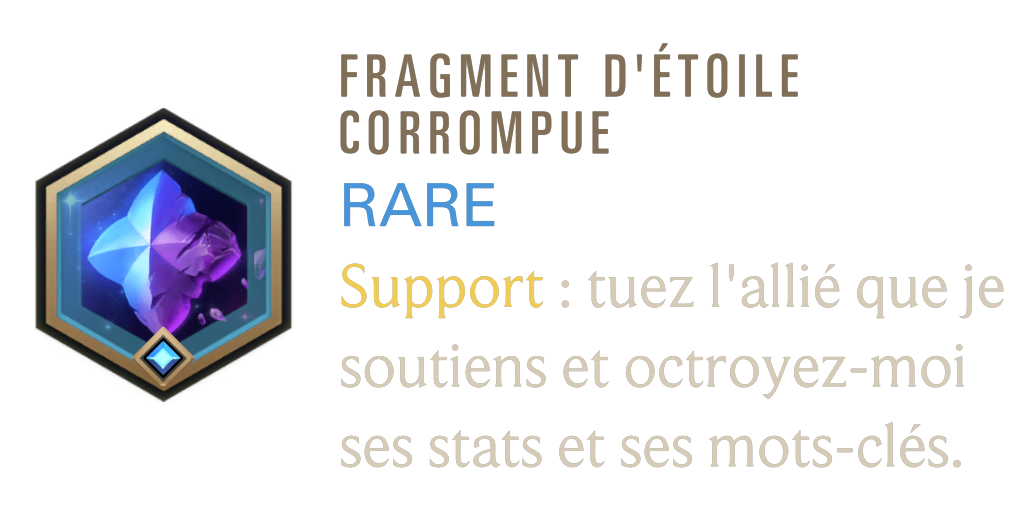 FRAGMENT D'ÉTOILE
CORROMPUE
RARE
Support : tuez l'allié que je
soutiens et octroyez-moi
ses stats et ses mots-clés.